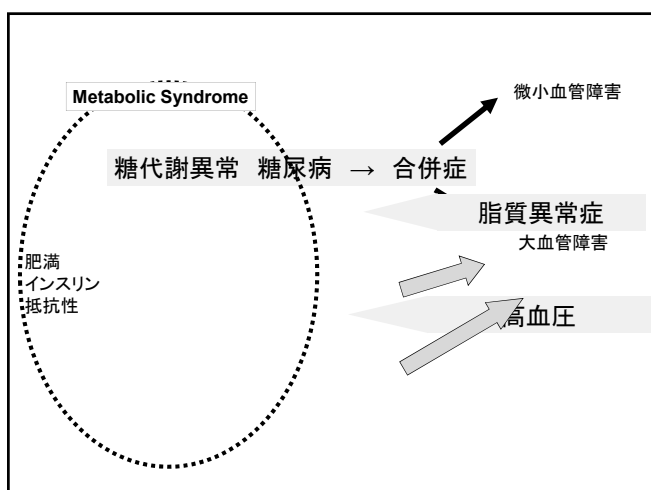 Metabolic Syndrome
微小血管障害
糖代謝異常 糖尿病 → 合併症
脂質異常症
大血管障害
肥満
インスリン
抵抗性
高血圧